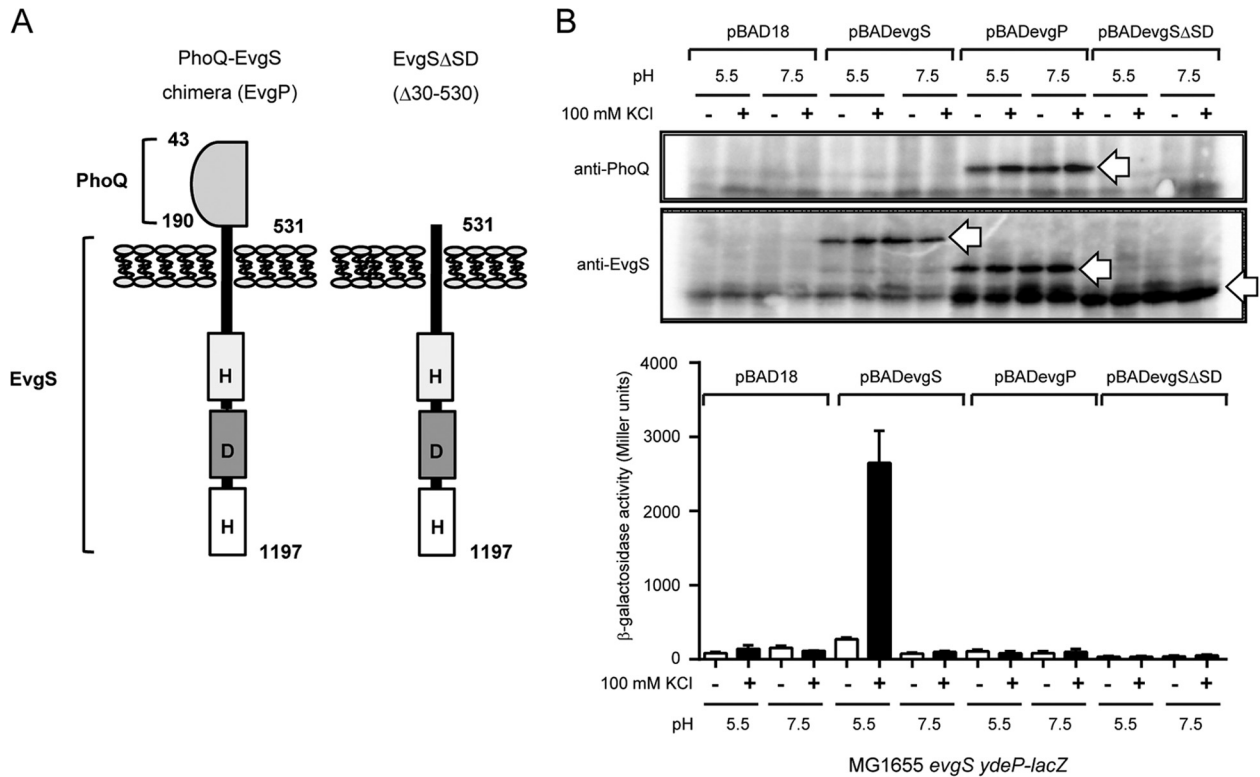 A
PhoQ-EvgS
chimera (EvgP)
EvgSΔSD
(Δ30-530)
43
PhoQ
190
531
531
EvgS
H
H
D
D
H
H
1197
1197
B
pBAD18 pBADevgS pBADevgP pBADevgSΔSD
pH 5.5 7.5 5.5 7.5 5.5 7.5 5.5 7.5
100 mM KCl - + - + - + - + - + - + - + - +
anti-PhoQ
anti-EvgS
β-galactosidase activity (Miller units)
4000
pBAD18 pBADevgS pBADevgP pBADevgSΔSD
3000
2000
1000
0
100 mM KCl - + - + - + - + - + - + - + - +
pH 5.5 7.5 5.5 7.5 5.5 7.5 5.5 7.5
MG1655 evgS ydeP-lacZ